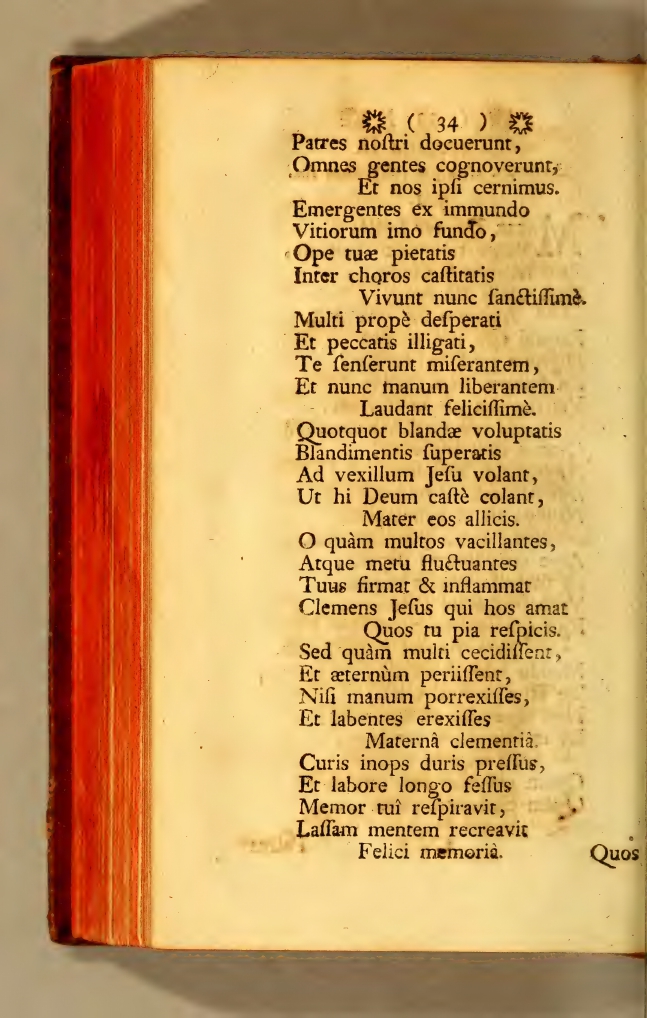 ( 34 )
Patres noſtri docuerunt,
Omnes gentes cognoverunt,
Et nos ipſi cernimus.
Emergentes ex immundo
Vitiorum imo fundo,
Ope tuæ pietatis
Inter choros caſtitatis
Vivunt nunc ſanctiſſimè.
Multi propè deſperati
Et peccatis illigati,
Te ſenſerunt miſerantem,
Et nunc manum liberantem
Laudant feliciſſimè.
Quotquot blandæ voluptatis
Blandimentis ſuperatis
Ad vexillum Jeſu volant,
Ut hi Deum caſtè colant,
Mater eos allicis.
O quàm multos vacillantes,
Atque metu fluctuantes
Tuus firmat & inflammat
Clemens Jeſus qui hos amat
Quos tu pia reſpicis.
Sed quàm multi cecidiſſent,
Et æternùm periiſſent,
Niſi manum porrexiſſes,
Et labentes erexiſſes
Maternâ clementiâ.
Curis inops duris preſſus,
Et labore longo feſſus
Memor tuî reſpiravit,
Laſſam mentem recreavit
Felici memoriâ.
Quos